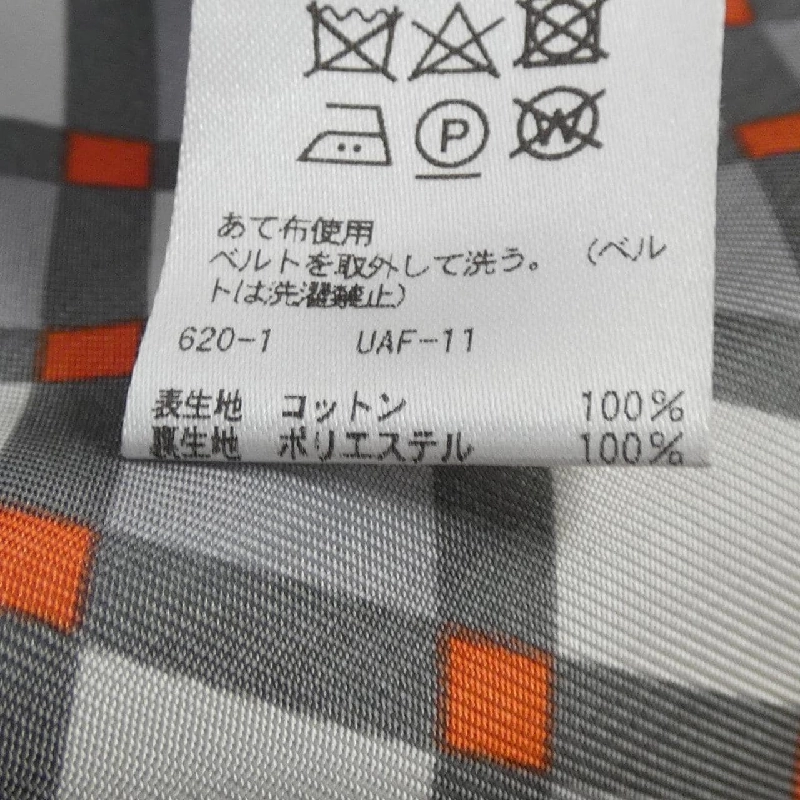 P
W
あて布使用
ベルトを取外して洗う。 （ベル
トは洗濯禁止）
620-1 UAF-11
表生地 コットン 100%
裏生地 ポリエステル 100%